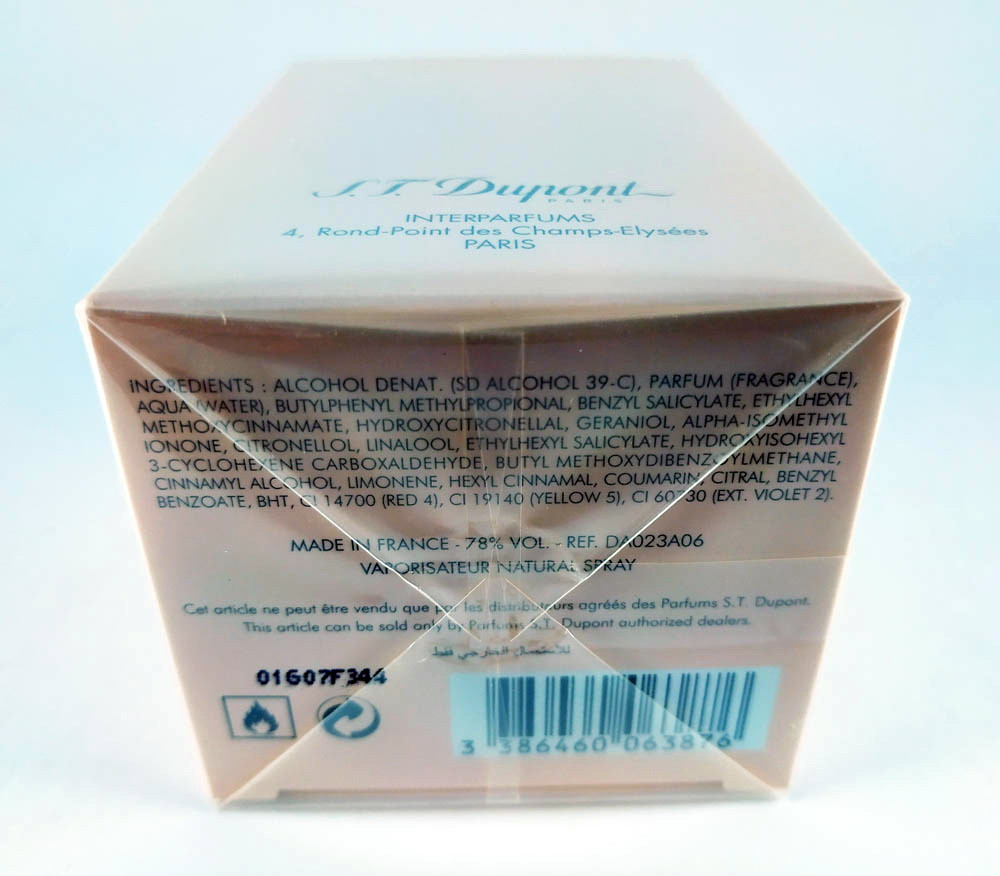 S.T. Dupont
PARIS
INTERPARFUMS
4, Rond-Point des Champs-Elysées
PARIS
INGREDIENTS : ALCOHOL DENAT. (SD ALCOHOL 39-C), PARFUM (FRAGRANCE),
AQUA (WATER), BUTYLPHENYL METHYLPROPIONAL, BENZYL SALICYLATE, ETHYLHEXYL
METHOXYCINNAMATE, HYDROXYCITRONELLAL, GERANIOL, ALPHA-ISOMETHYL
IONONE, CITRONELLOL, LINALOOL, ETHYLHEXYL SALICYLATE, HYDROXYISOHEXYL
3-CYCLOHEXENE CARBOXALDEHYDE, BUTYL METHOXYDIBENZOYLMETHANE,
CINNAMYL ALCOHOL, LIMONENE, HEXYL CINNAMAL, COUMARIN, CITRAL, BENZYL
BENZOATE, BHT, CI 14700 (RED 4), CI 19140 (YELLOW 5), CI 60730 (EXT. VIOLET 2).
MADE IN FRANCE - 78% VOL. - REF. DA023A06
VAPORISATEUR NATURAL SPRAY
Cet article ne peut être vendu que par les distributeurs agréés des Parfums S.T. Dupont.
This article can be sold only by Parfums S.T. Dupont authorized dealers.
للاستعمال الخارجي فقط
01G07F344
3 386460 063876